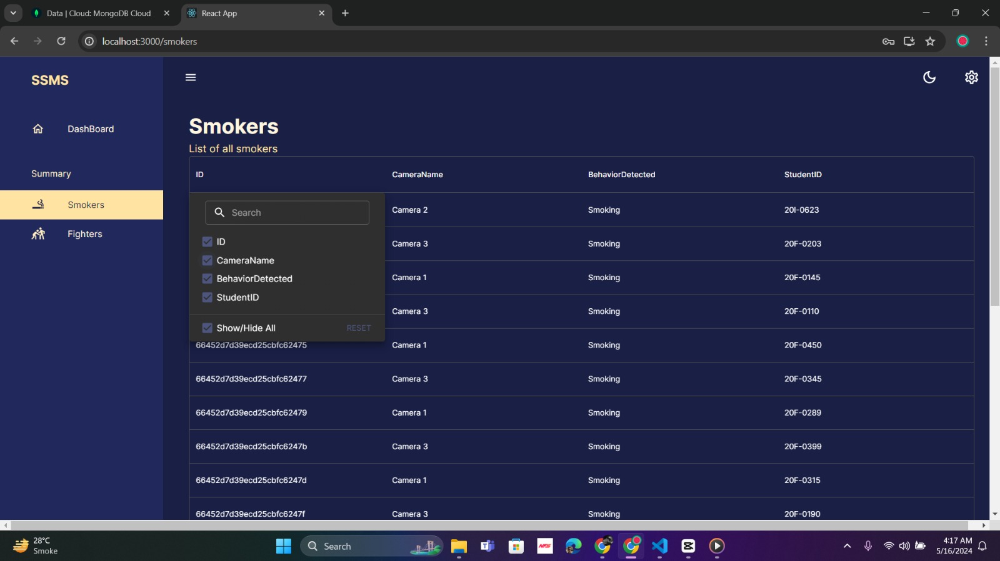 Data | Cloud: MongoDB Cloud
React App
localhost:3000/smokers
SSMS
DashBoard
Summary
Smokers
Fighters
Smokers
List of all smokers
ID CameraName BehaviorDetected StudentID
Search
ID
CameraName
BehaviorDetected
StudentID
Show/Hide All RESET
Camera 2 Smoking 20I-0623
Camera 3 Smoking 20F-0203
Camera 1 Smoking 20F-0145
Camera 3 Smoking 20F-0110
66452d7d39ecd25cbfc62475 Camera 1 Smoking 20F-0450
66452d7d39ecd25cbfc62477 Camera 3 Smoking 20F-0345
66452d7d39ecd25cbfc62479 Camera 1 Smoking 20F-0289
66452d7d39ecd25cbfc6247b Camera 3 Smoking 20F-0399
66452d7d39ecd25cbfc6247d Camera 1 Smoking 20F-0315
66452d7d39ecd25cbfc6247f Camera 3 Smoking 20F-0190
28°C
Smoke
Search
NFS
4:17 AM
5/16/2024